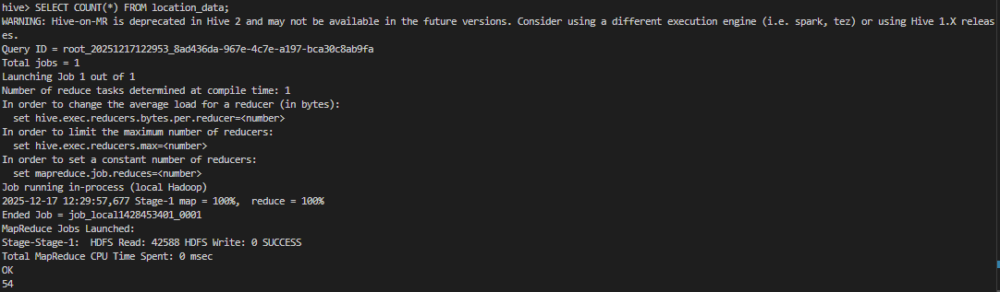 hive> SELECT COUNT(*) FROM location_data;
WARNING: Hive-on-MR is deprecated in Hive 2 and may not be available in the future versions. Consider using a different execution engine (i.e. spark, tez) or using Hive 1.X releas
es.
Query ID = root_20251217122953_8ad436da-967e-4c7e-a197-bca30c8ab9fa
Total jobs = 1
Launching Job 1 out of 1
Number of reduce tasks determined at compile time: 1
In order to change the average load for a reducer (in bytes):
  set hive.exec.reducers.bytes.per.reducer=<number>
In order to limit the maximum number of reducers:
  set hive.exec.reducers.max=<number>
In order to set a constant number of reducers:
  set mapreduce.job.reduces=<number>
Job running in-process (local Hadoop)
2025-12-17 12:29:57,677 Stage-1 map = 100%,  reduce = 100%
Ended Job = job_local1428453401_0001
MapReduce Jobs Launched:
Stage-Stage-1:  HDFS Read: 42588 HDFS Write: 0 SUCCESS
Total MapReduce CPU Time Spent: 0 msec
OK
54